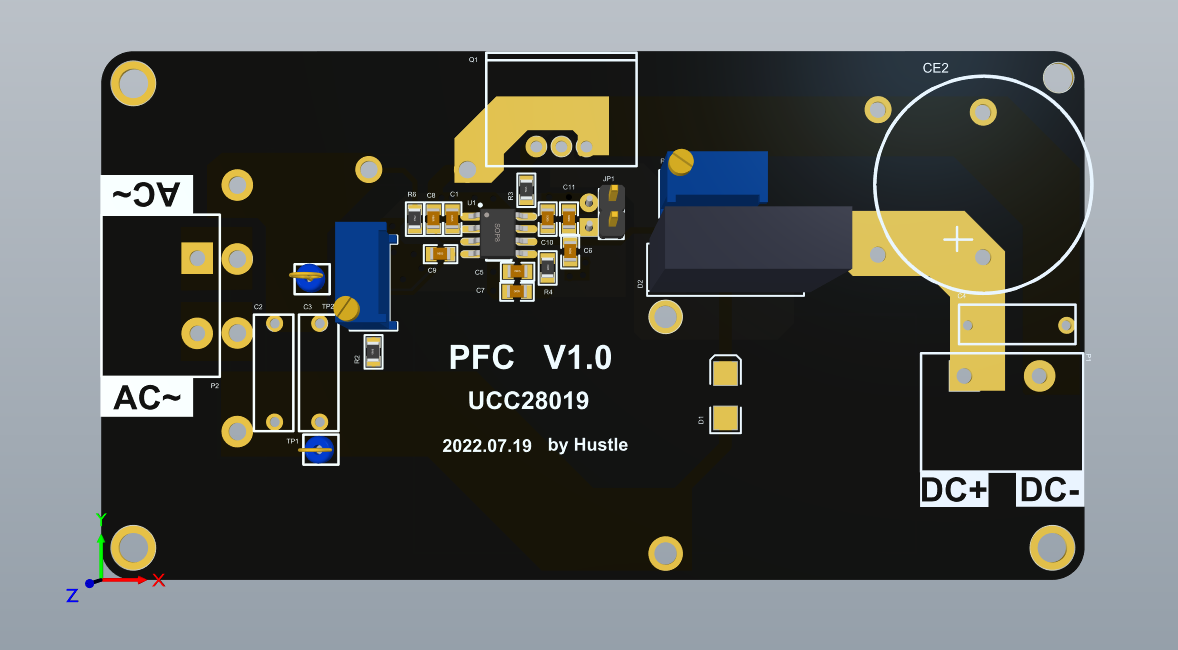 Q1
CE2
AC~
R6
C8
C1
U1
R3
C11
JP1
SOP8
C10
C6
C9
C5
R4
C7
D2
C2
C3
TP2
R2
P2
PFC V1.0
UCC28019
AC~
TP1
2022.07.19 by Hustle
D1
P1
DC+ DC-
Y
X
Z